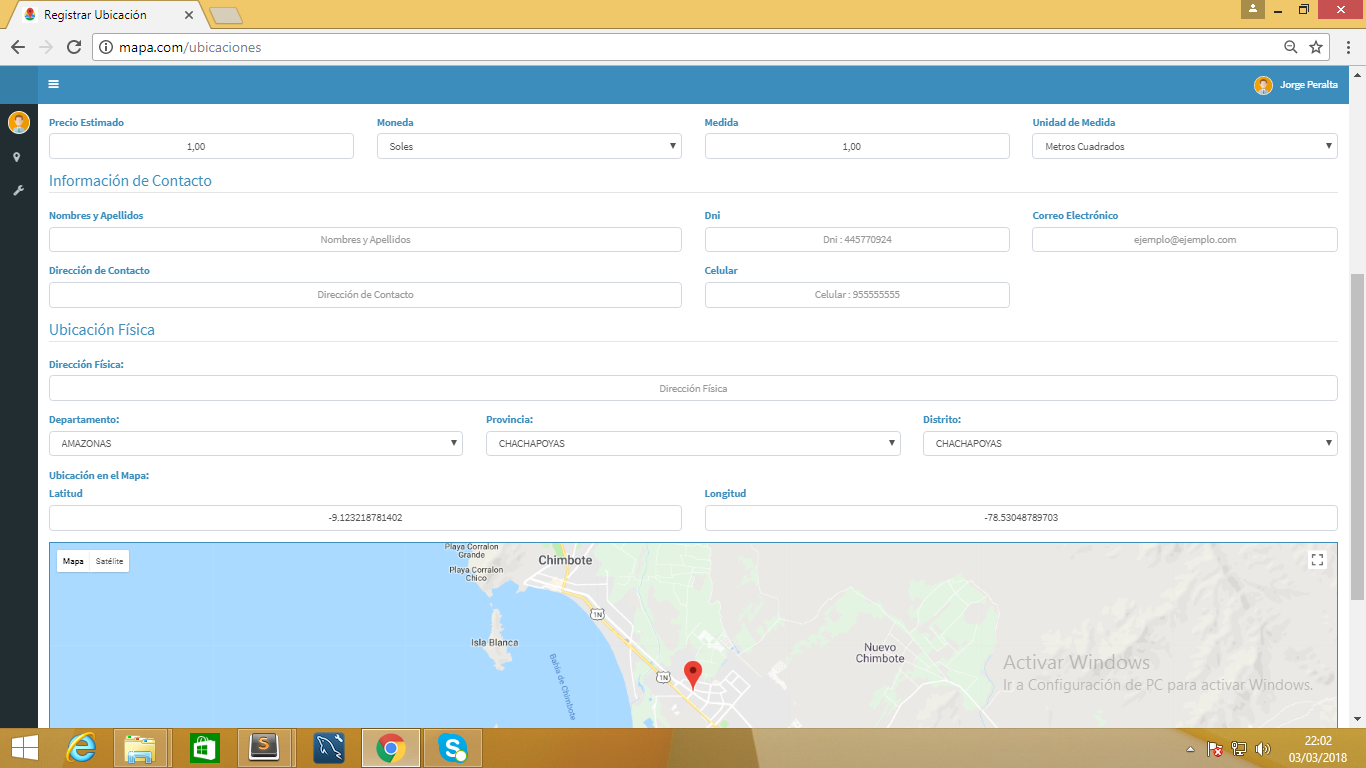 Registrar Ubicación
mapa.com/ubicaciones
Jorge Peralta
Precio Estimado
Moneda
Medida
Unidad de Medida
1,00
Soles
1,00
Metros Cuadrados
Información de Contacto
Nombres y Apellidos
Dni
Correo Electrónico
Nombres y Apellidos
Dni : 445770924
ejemplo@ejemplo.com
Dirección de Contacto
Celular
Dirección de Contacto
Celular : 955555555
Ubicación Física
Dirección Física:
Dirección Física
Departamento:
Provincia:
Distrito:
AMAZONAS
CHACHAPOYAS
CHACHAPOYAS
Ubicación en el Mapa:
Latitud
Longitud
-9.123218781402
-78.53048789703
Mapa
Satélite
Playa Corralon
Grande
Playa Corralon
Chico
Chimbote
1N
Isla Blanca
Bahía de Chimbote
1N
Nuevo
Chimbote
Activar Windows
Ir a Configuración de PC para activar Windows.
S
S
22:02
03/03/2018